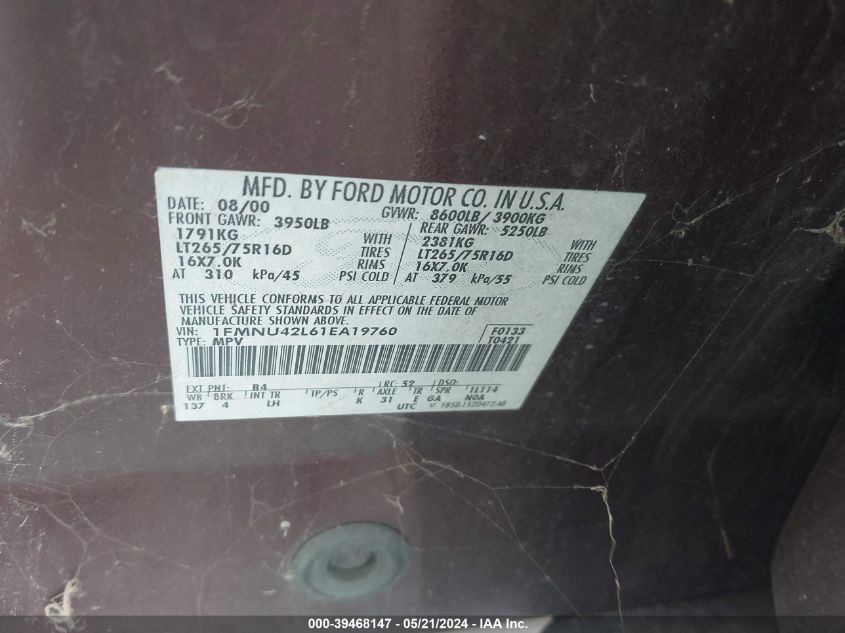 MFD. BY FORD MOTOR CO. IN U.S.A.
DATE: 08/00 GVWR: 8600LB/3900KG
FRONT GAWR: 3950LB REAR GAWR: 5250LB
1791KG WITH 2381KG WITH
LT265/75R16D TIRES LT265/75R16D TIRES
16X7.0K RIMS 16X7.0K RIMS
AT 310 kPa/45 PSI COLD AT 379 kPa/55 PSI COLD
THIS VEHICLE CONFORMS TO ALL APPLICABLE FEDERAL MOTOR
VEHICLE SAFETY STANDARDS IN EFFECT ON THE DATE OF
MANUFACTURE SHOWN ABOVE.
VIN: 1FMNU42L61EA19760 F0133
TYPE: MPV T0421
EXT PNT: B4 RC: 52 DSO:
WB BRK INT TR TP/PS R AXLE TR SPR 1LT14
137 4 LH K 31 E GA N0A
UTC
000-39468147 - 05/21/2024 - IAA Inc.